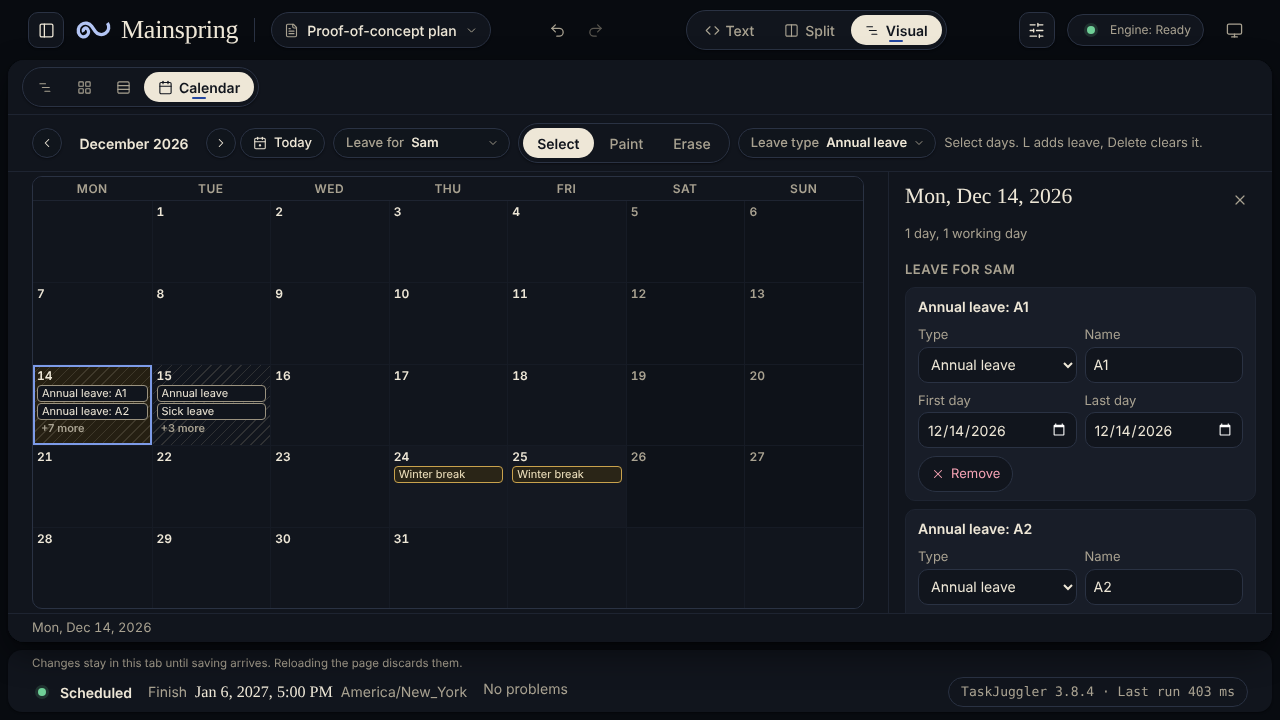 Mainspring
Proof-of-concept plan
Text
Split
Visual
Engine: Ready
Calendar
December 2026
Today
Leave for Sam
Select
Paint
Erase
Leave type Annual leave
Select days. L adds leave, Delete clears it.
MON TUE WED THU FRI SAT SUN
1 2 3 4 5 6
7 8 9 10 11 12 13
14 15 16 17 18 19 20
Annual leave: A1 Annual leave
Annual leave: A2 Sick leave
+7 more +3 more
21 22 23 24 25 26 27
Winter break Winter break
28 29 30 31
Mon, Dec 14, 2026
1 day, 1 working day
LEAVE FOR SAM
Annual leave: A1
Type Name
Annual leave A1
First day Last day
12/14/2026 12/14/2026
Remove
Annual leave: A2
Type Name
Annual leave A2
Mon, Dec 14, 2026
Changes stay in this tab until saving arrives. Reloading the page discards them.
Scheduled Finish Jan 6, 2027, 5:00 PM America/New_York No problems
TaskJuggler 3.8.4 · Last run 403 ms